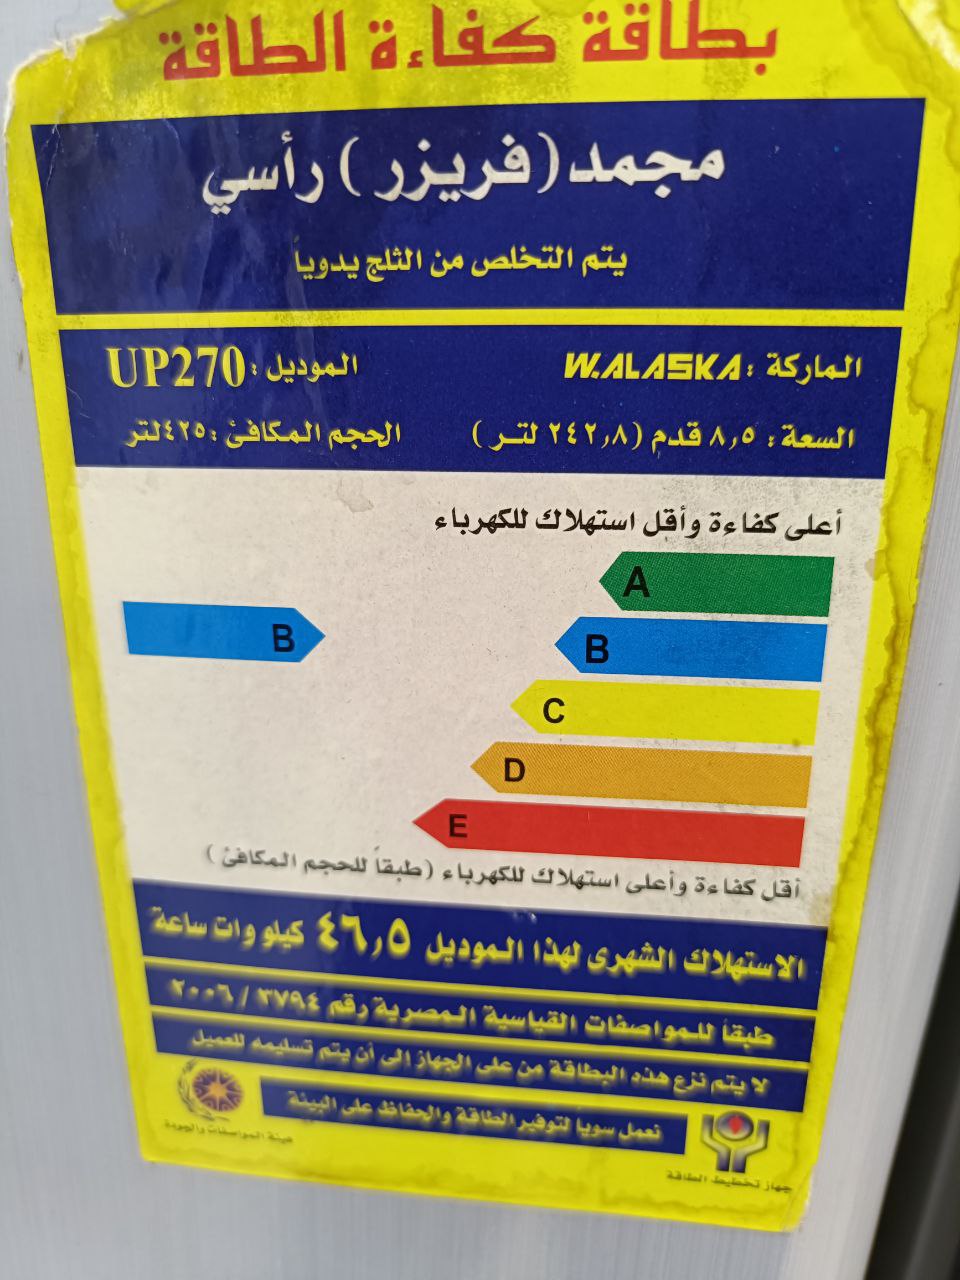 بطاقة كفاءة الطاقة
مجمد (فريزر) رأسي
يتم التخلص من الثلج يدوياً
الماركة : W.ALASKA الموديل : UP270
السعة : ٨,٥ قدم (٢٤٢,٨ لتر) الحجم المكافئ : ٤٢٥لتر
أعلى كفاءة وأقل استهلاك للكهرباء
A
B B
C
D
E
أقل كفاءة وأعلى استهلاك للكهرباء (طبقاً للحجم المكافئ)
الاستهلاك الشهرى لهذا الموديل ٤٦,٥ كيلو وات ساعة
طبقاً للمواصفات القياسية المصرية رقم ٣٧٩٤ / ٢٠٠٦
لا يتم نزع هذه البطاقة من على الجهاز إلى أن يتم تسليمه للعميل
نعمل سوياً لتوفير الطاقة والحفاظ على البيئة
هيئة المواصفات والجودة
جهاز تخطيط الطاقة